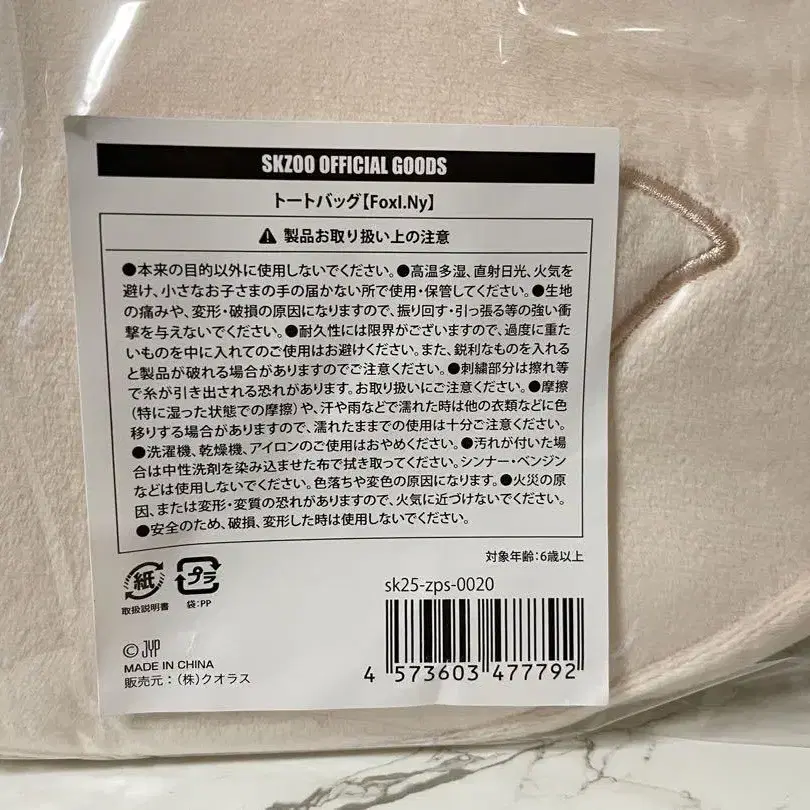 SKZOO OFFICIAL GOODS
トートバッグ【FoxI.Ny】
⚠ 製品お取り扱い上の注意
●本来の目的以外に使用しないでください。●高温多湿、直射日光、火気を
避け、小さなお子さまの手の届かない所で使用・保管してください。●生地
の痛みや、変形・破損の原因になりますので、振り回す・引っ張る等の強い衝
撃を与えないでください。●耐久性には限界がございますので、過度に重た
いものを中に入れてのご使用はお避けください。また、鋭利なものを入れる
と製品が破れる場合がありますのでご注意ください。●刺繍部分は擦れ等
で糸が引き出される恐れがあります。お取り扱いにご注意ください。●摩擦
(特に湿った状態での摩擦)や、汗や雨などで濡れた時は他の衣類などに色
移りする場合がありますので、濡れたままでの使用は十分ご注意ください。
●洗濯機、乾燥機、アイロンのご使用はおやめください。●汚れが付いた場
合は中性洗剤を染み込ませた布で拭き取ってください。シンナー・ベンジン
などは使用しないでください。色落ちや変色の原因になります。●火災の原
因、または変形・変質の恐れがありますので、火気に近づけないでください。
●安全のため、破損、変形した時は使用しないでください。
対象年齢:6歳以上
紙 プラ
取扱説明書 袋:PP
sk25-zps-0020
4 573603 477792
© JYP
MADE IN CHINA
販売元:(株)クオラス